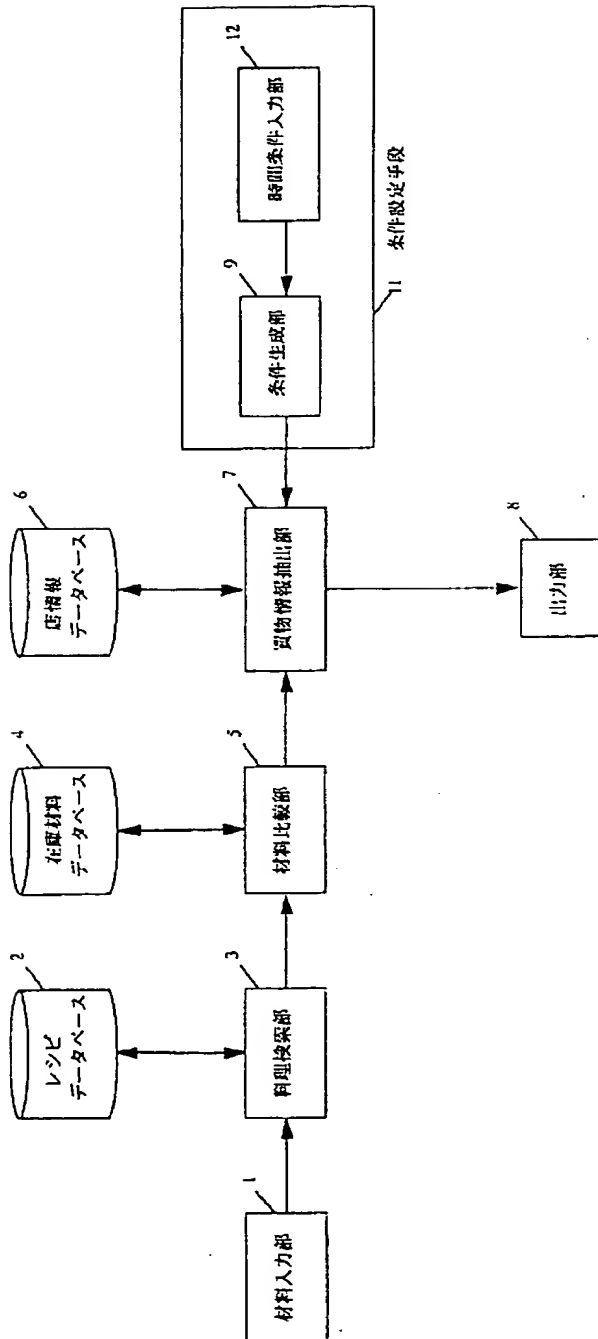 1
材料入力部
2
レシピ
データベース
3
料理検索部
4
在庫材料
データベース
5
材料比較部
6
店情報
データベース
7
買物情報抽出部
8
出力部
9
条件生成部
12
時間条件入力部
11
条件設定手段